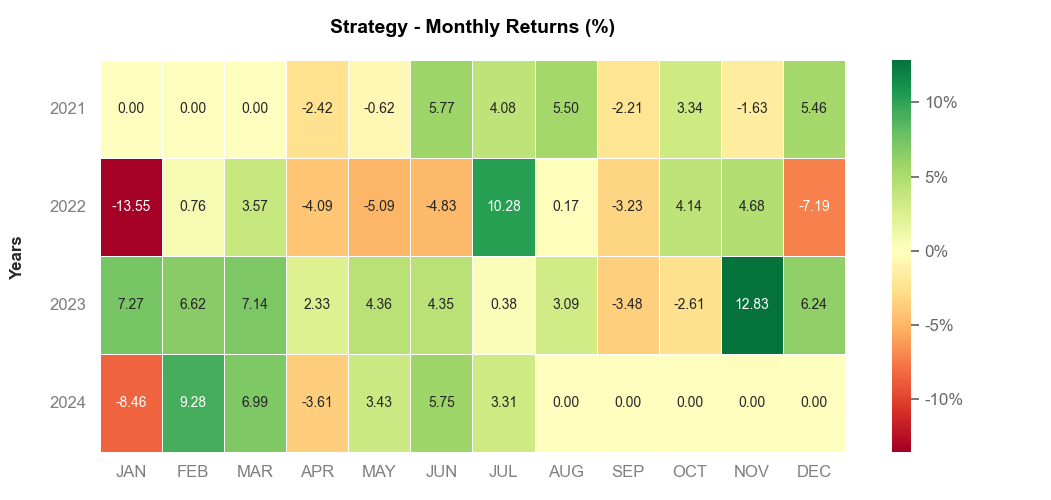 Strategy - Monthly Returns (%)
Years
2021 0.00 0.00 0.00 -2.42 -0.62 5.77 4.08 5.50 -2.21 3.34 -1.63 5.46
2022 -13.55 0.76 3.57 -4.09 -5.09 -4.83 10.28 0.17 -3.23 4.14 4.68 -7.19
2023 7.27 6.62 7.14 2.33 4.36 4.35 0.38 3.09 -3.48 -2.61 12.83 6.24
2024 -8.46 9.28 6.99 -3.61 3.43 5.75 3.31 0.00 0.00 0.00 0.00 0.00
JAN FEB MAR APR MAY JUN JUL AUG SEP OCT NOV DEC
10%
5%
0%
-5%
-10%